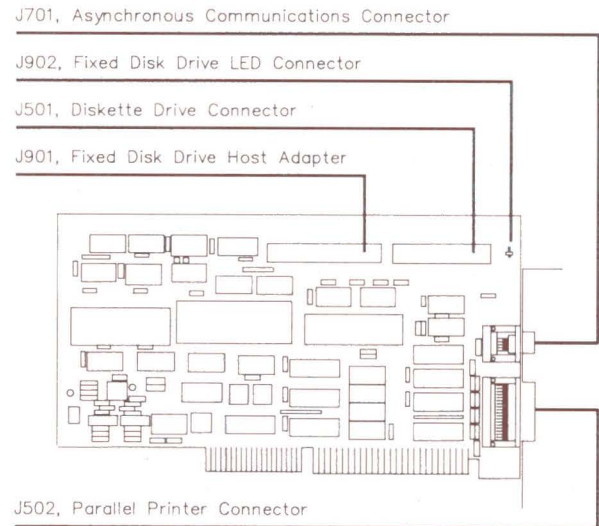 J701, Asynchronous Communications Connector
J902, Fixed Disk Drive LED Connector
J501, Diskette Drive Connector
J901, Fixed Disk Drive Host Adapter
J502, Parallel Printer Connector